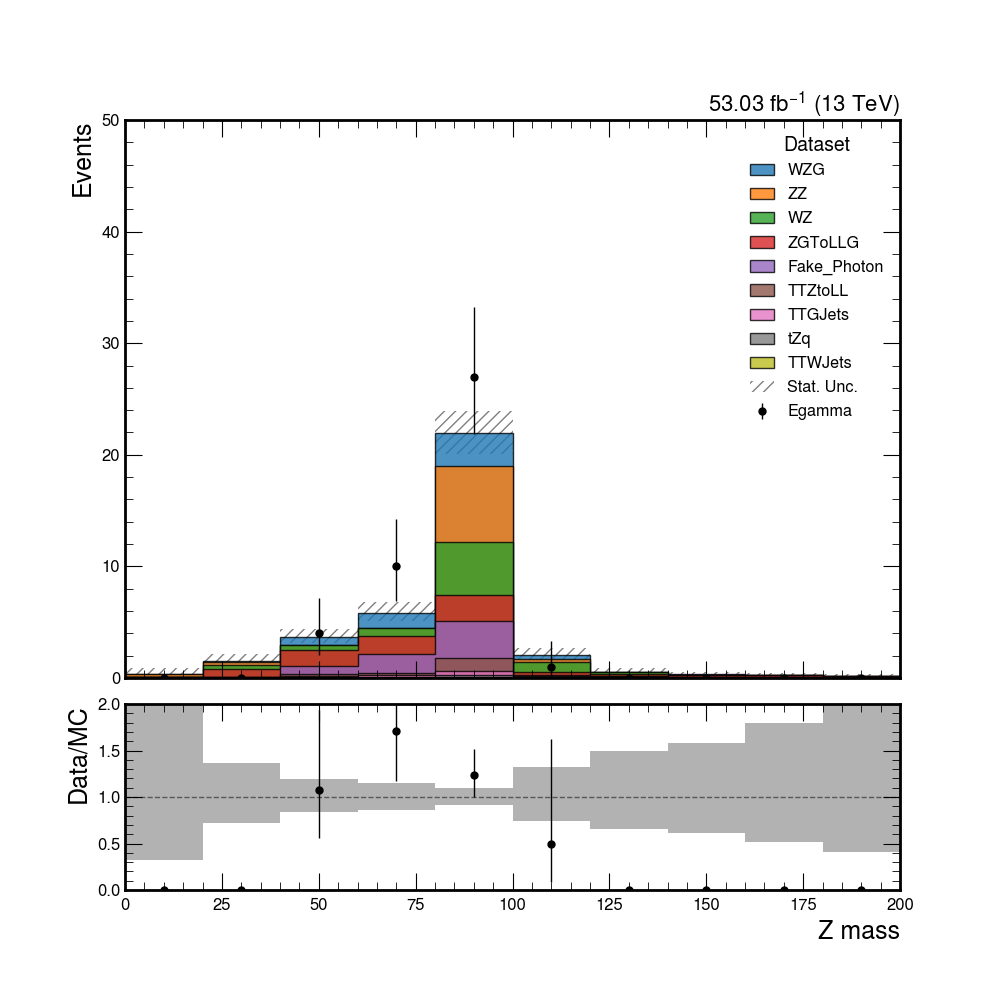 53.03 fb⁻¹ (13 TeV)
Events
50
40
30
20
10
0
Dataset
WZG
ZZ
WZ
ZGToLLG
Fake_Photon
TTZtoLL
TTGJets
tZq
TTWJets
Stat. Unc.
Egamma
Data/MC
2.0
1.5
1.0
0.5
0.0
0 25 50 75 100 125 150 175 200
Z mass